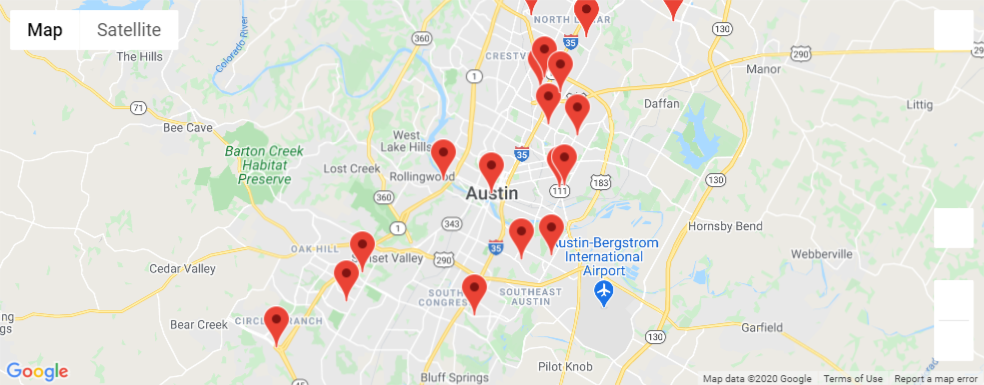 Map
Satellite
NORTH LAMAR
360
35
130
290
290
The Hills
Colorado River
CRESTVIEW
1
Manor
71
Daffan
Littig
Bee Cave
West
Lake Hills
35
Barton Creek
Habitat
Preserve
Lost Creek
Rollingwood
183
130
111
360
Austin
343
1
Hornsby Bend
OAK HILL
35
Austin-Bergstrom
International
Airport
Webberville
290
Sunset Valley
Cedar Valley
SOUTH
CONGRESS
SOUTHEAST
AUSTIN
Bear Creek
CIRCLE C RANCH
Garfield
130
Pilot Knob
Bluff Springs
45
Google
Map data ©2020 Google
Terms of Use
Report a map error